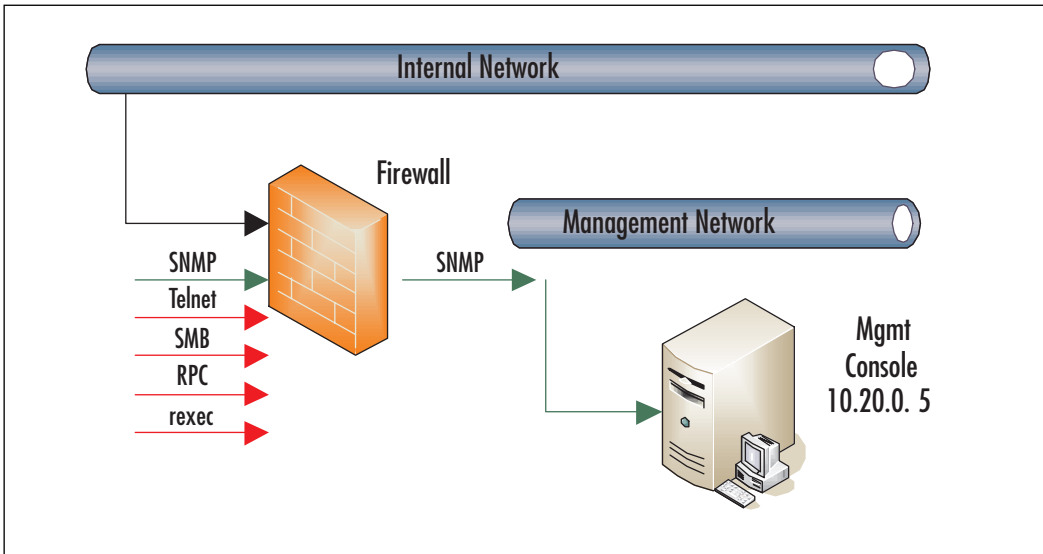 Internal Network
Firewall
Management Network
SNMP
SNMP
Telnet
SMB
RPC
rexec
Mgmt
Console
10.20.0. 5